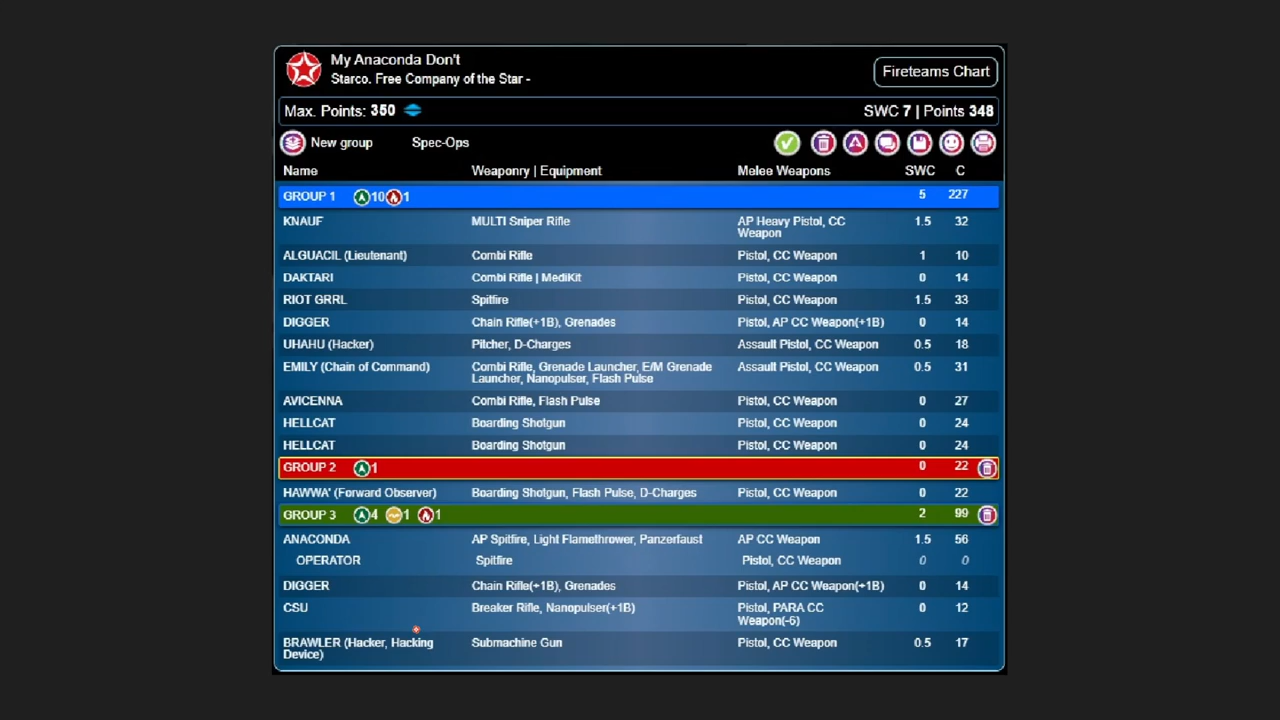 My Anaconda Don't
Starco. Free Company of the Star -
Fireteams Chart
Max. Points: 350
SWC 7 | Points 348
New group Spec-Ops
Name Weaponry | Equipment Melee Weapons SWC C
GROUP 1 10 1 5 227
KNAUF MULTI Sniper Rifle AP Heavy Pistol, CC 1.5 32
Weapon
ALGUACIL (Lieutenant) Combi Rifle Pistol, CC Weapon 1 10
DAKTARI Combi Rifle | MediKit Pistol, CC Weapon 0 14
RIOT GRRL Spitfire Pistol, CC Weapon 1.5 33
DIGGER Chain Rifle(+1B), Grenades Pistol, AP CC Weapon(+1B) 0 14
UHAHU (Hacker) Pitcher, D-Charges Assault Pistol, CC Weapon 0.5 18
EMILY (Chain of Command) Combi Rifle, Grenade Launcher, E/M Grenade Assault Pistol, CC Weapon 0.5 31
Launcher, Nanopulser, Flash Pulse
AVICENNA Combi Rifle, Flash Pulse Pistol, CC Weapon 0 27
HELLCAT Boarding Shotgun Pistol, CC Weapon 0 24
HELLCAT Boarding Shotgun Pistol, CC Weapon 0 24
GROUP 2 1 0 22
HAWWA' (Forward Observer) Boarding Shotgun, Flash Pulse, D-Charges Pistol, CC Weapon 0 22
GROUP 3 4 1 1 2 99
ANACONDA AP Spitfire, Light Flamethrower, Panzerfaust AP CC Weapon 1.5 56
OPERATOR Spitfire Pistol, CC Weapon 0 0
DIGGER Chain Rifle(+1B), Grenades Pistol, AP CC Weapon(+1B) 0 14
CSU Breaker Rifle, Nanopulser(+1B) Pistol, PARA CC 0 12
Weapon(-6)
BRAWLER (Hacker, Hacking Submachine Gun Pistol, CC Weapon 0.5 17
Device)